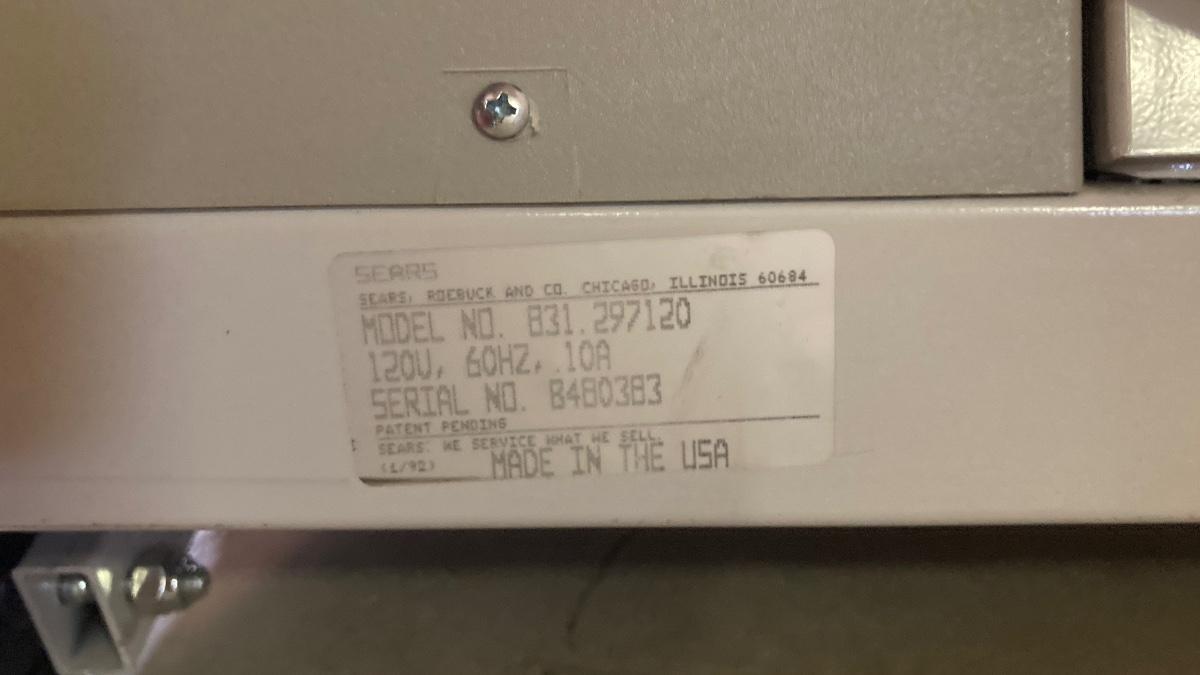 SEARS
SEARS, ROEBUCK AND CO. CHICAGO, ILLINOIS 60684
MODEL NO. 831.297120
120V, 60HZ, .10A
SERIAL NO. B480383
PATENT PENDING
SEARS: WE SERVICE WHAT WE SELL.
(1/92) MADE IN THE USA